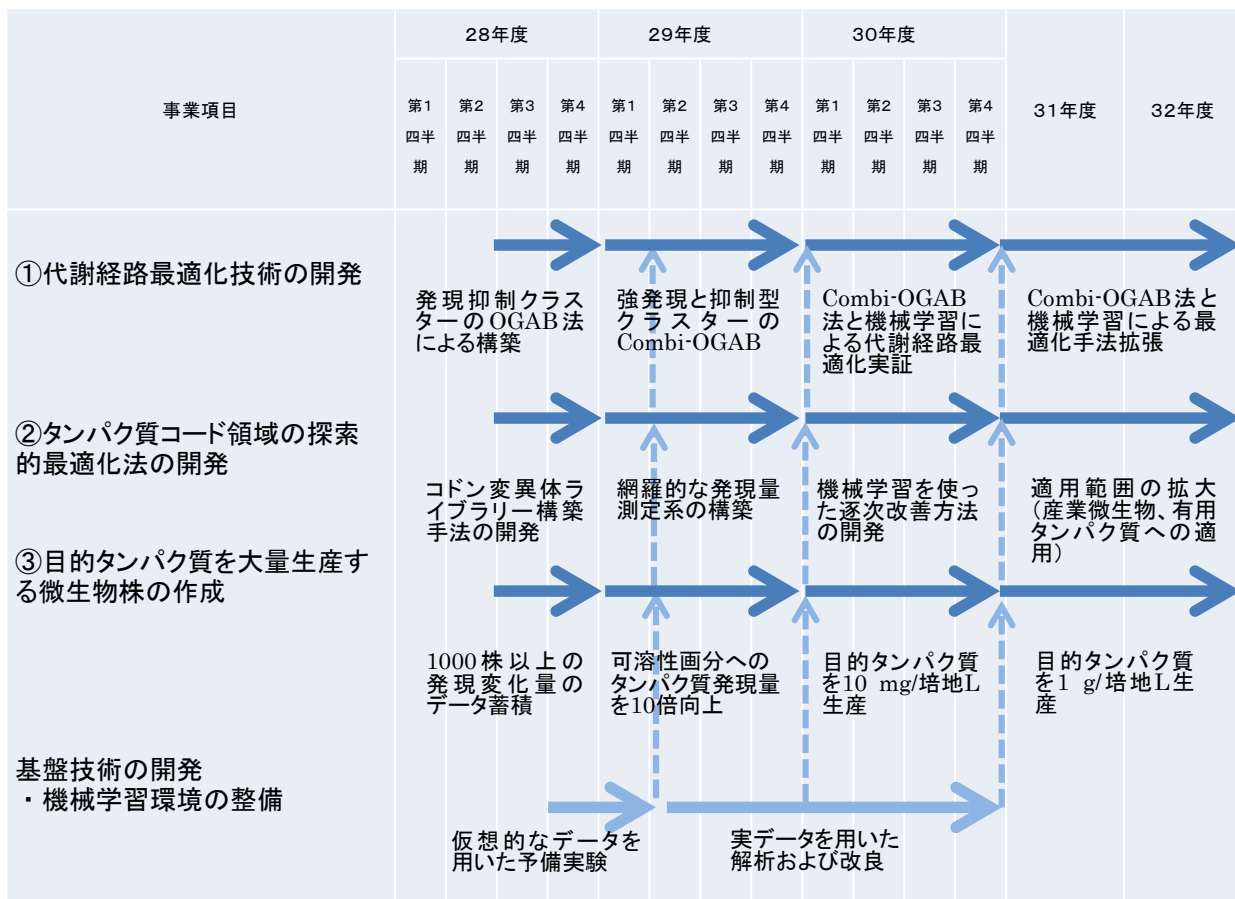 事業項目
28年度
29年度
30年度
31年度
32年度
第1
四半
期
第2
四半
期
第3
四半
期
第4
四半
期
第1
四半
期
第2
四半
期
第3
四半
期
第4
四半
期
第1
四半
期
第2
四半
期
第3
四半
期
第4
四半
期
①代謝経路最適化技術の開発
発現抑制クラス
ターのOGAB法
による構築
強発現と抑制型
クラスターの
Combi-OGAB
Combi-OGAB
法と機械学習に
よる代謝経路最
適化実証
Combi-OGAB法と
機械学習による最
適化手法拡張
②タンパク質コード領域の探索
的最適化法の開発
コドン変異体ラ
イブラリー構築
手法の開発
網羅的な発現量
測定系の構築
機械学習を使っ
た逐次改善方法
の開発
適用範囲の拡大
（産業微生物、有用
タンパク質への適
用）
③目的タンパク質を大量生産す
る微生物株の作成
1000株以上の
発現変化量の
データ蓄積
可溶性画分への
タンパク質発現量
を10倍向上
目的タンパク質
を10 mg/培地L
生産
目的タンパク質
を1 g/培地L生
産
基盤技術の開発
・機械学習環境の整備
仮想的なデータを
用いた予備実験
実データを用いた
解析および改良